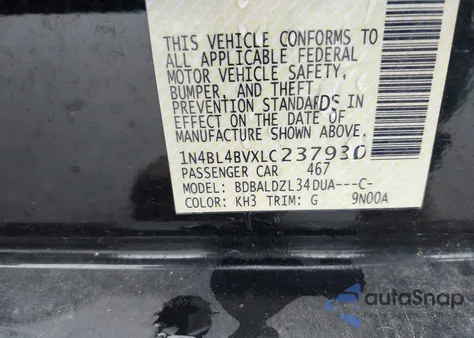 THIS VEHICLE CONFORMS TO
ALL APPLICABLE FEDERAL
MOTOR VEHICLE SAFETY,
BUMPER, AND THEFT
PREVENTION STANDARDS IN
EFFECT ON THE DATE OF
MANUFACTURE SHOWN ABOVE.
1N4BL4BVXLC237930
PASSENGER CAR 467
MODEL: BDBALDZL34DUA---C-
COLOR: KH3 TRIM: G 9N00A
autoSnap